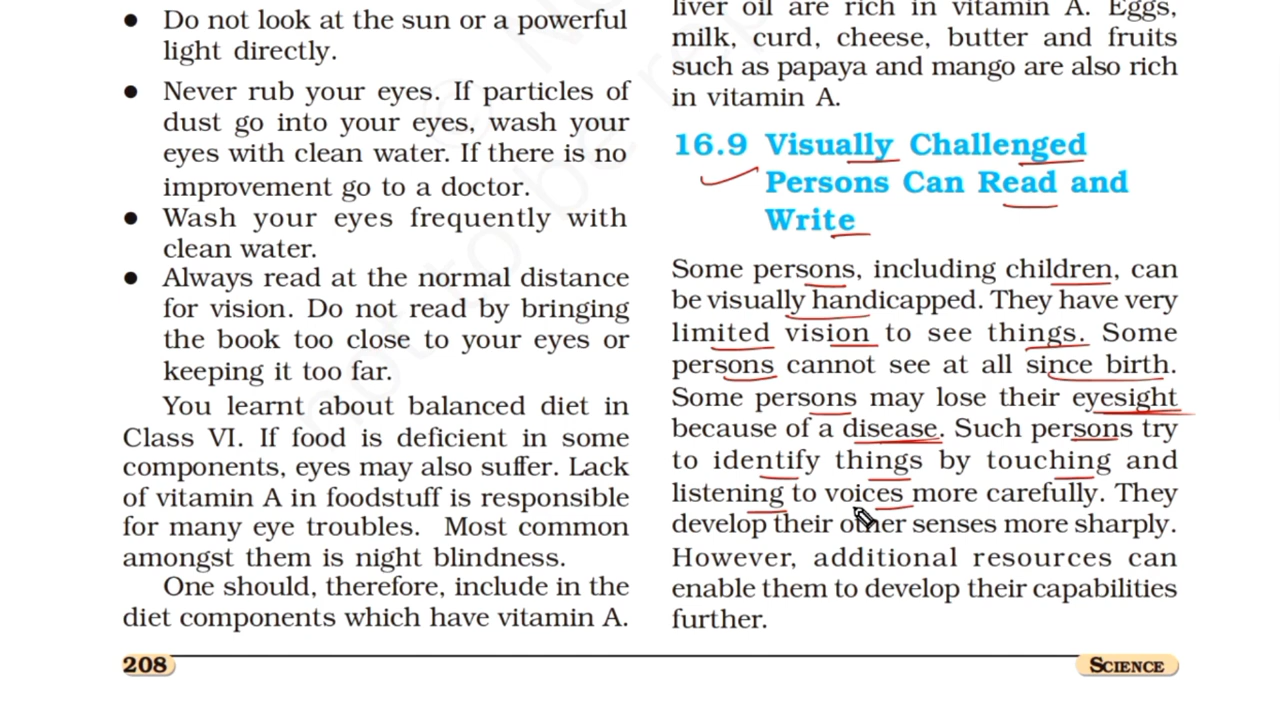 ● Do not look at the sun or a powerful
light directly.
● Never rub your eyes. If particles of
dust go into your eyes, wash your
eyes with clean water. If there is no
improvement go to a doctor.
● Wash your eyes frequently with
clean water.
● Always read at the normal distance
for vision. Do not read by bringing
the book too close to your eyes or
keeping it too far.
You learnt about balanced diet in
Class VI. If food is deficient in some
components, eyes may also suffer. Lack
of vitamin A in foodstuff is responsible
for many eye troubles. Most common
amongst them is night blindness.
One should, therefore, include in the
diet components which have vitamin A.
liver oil are rich in vitamin A. Eggs,
milk, curd, cheese, butter and fruits
such as papaya and mango are also rich
in vitamin A.
16.9 Visually Challenged
Persons Can Read and
Write
Some persons, including children, can
be visually handicapped. They have very
limited vision to see things. Some
persons cannot see at all since birth.
Some persons may lose their eyesight
because of a disease. Such persons try
to identify things by touching and
listening to voices more carefully. They
develop their other senses more sharply.
However, additional resources can
enable them to develop their capabilities
further.
208
SCIENCE